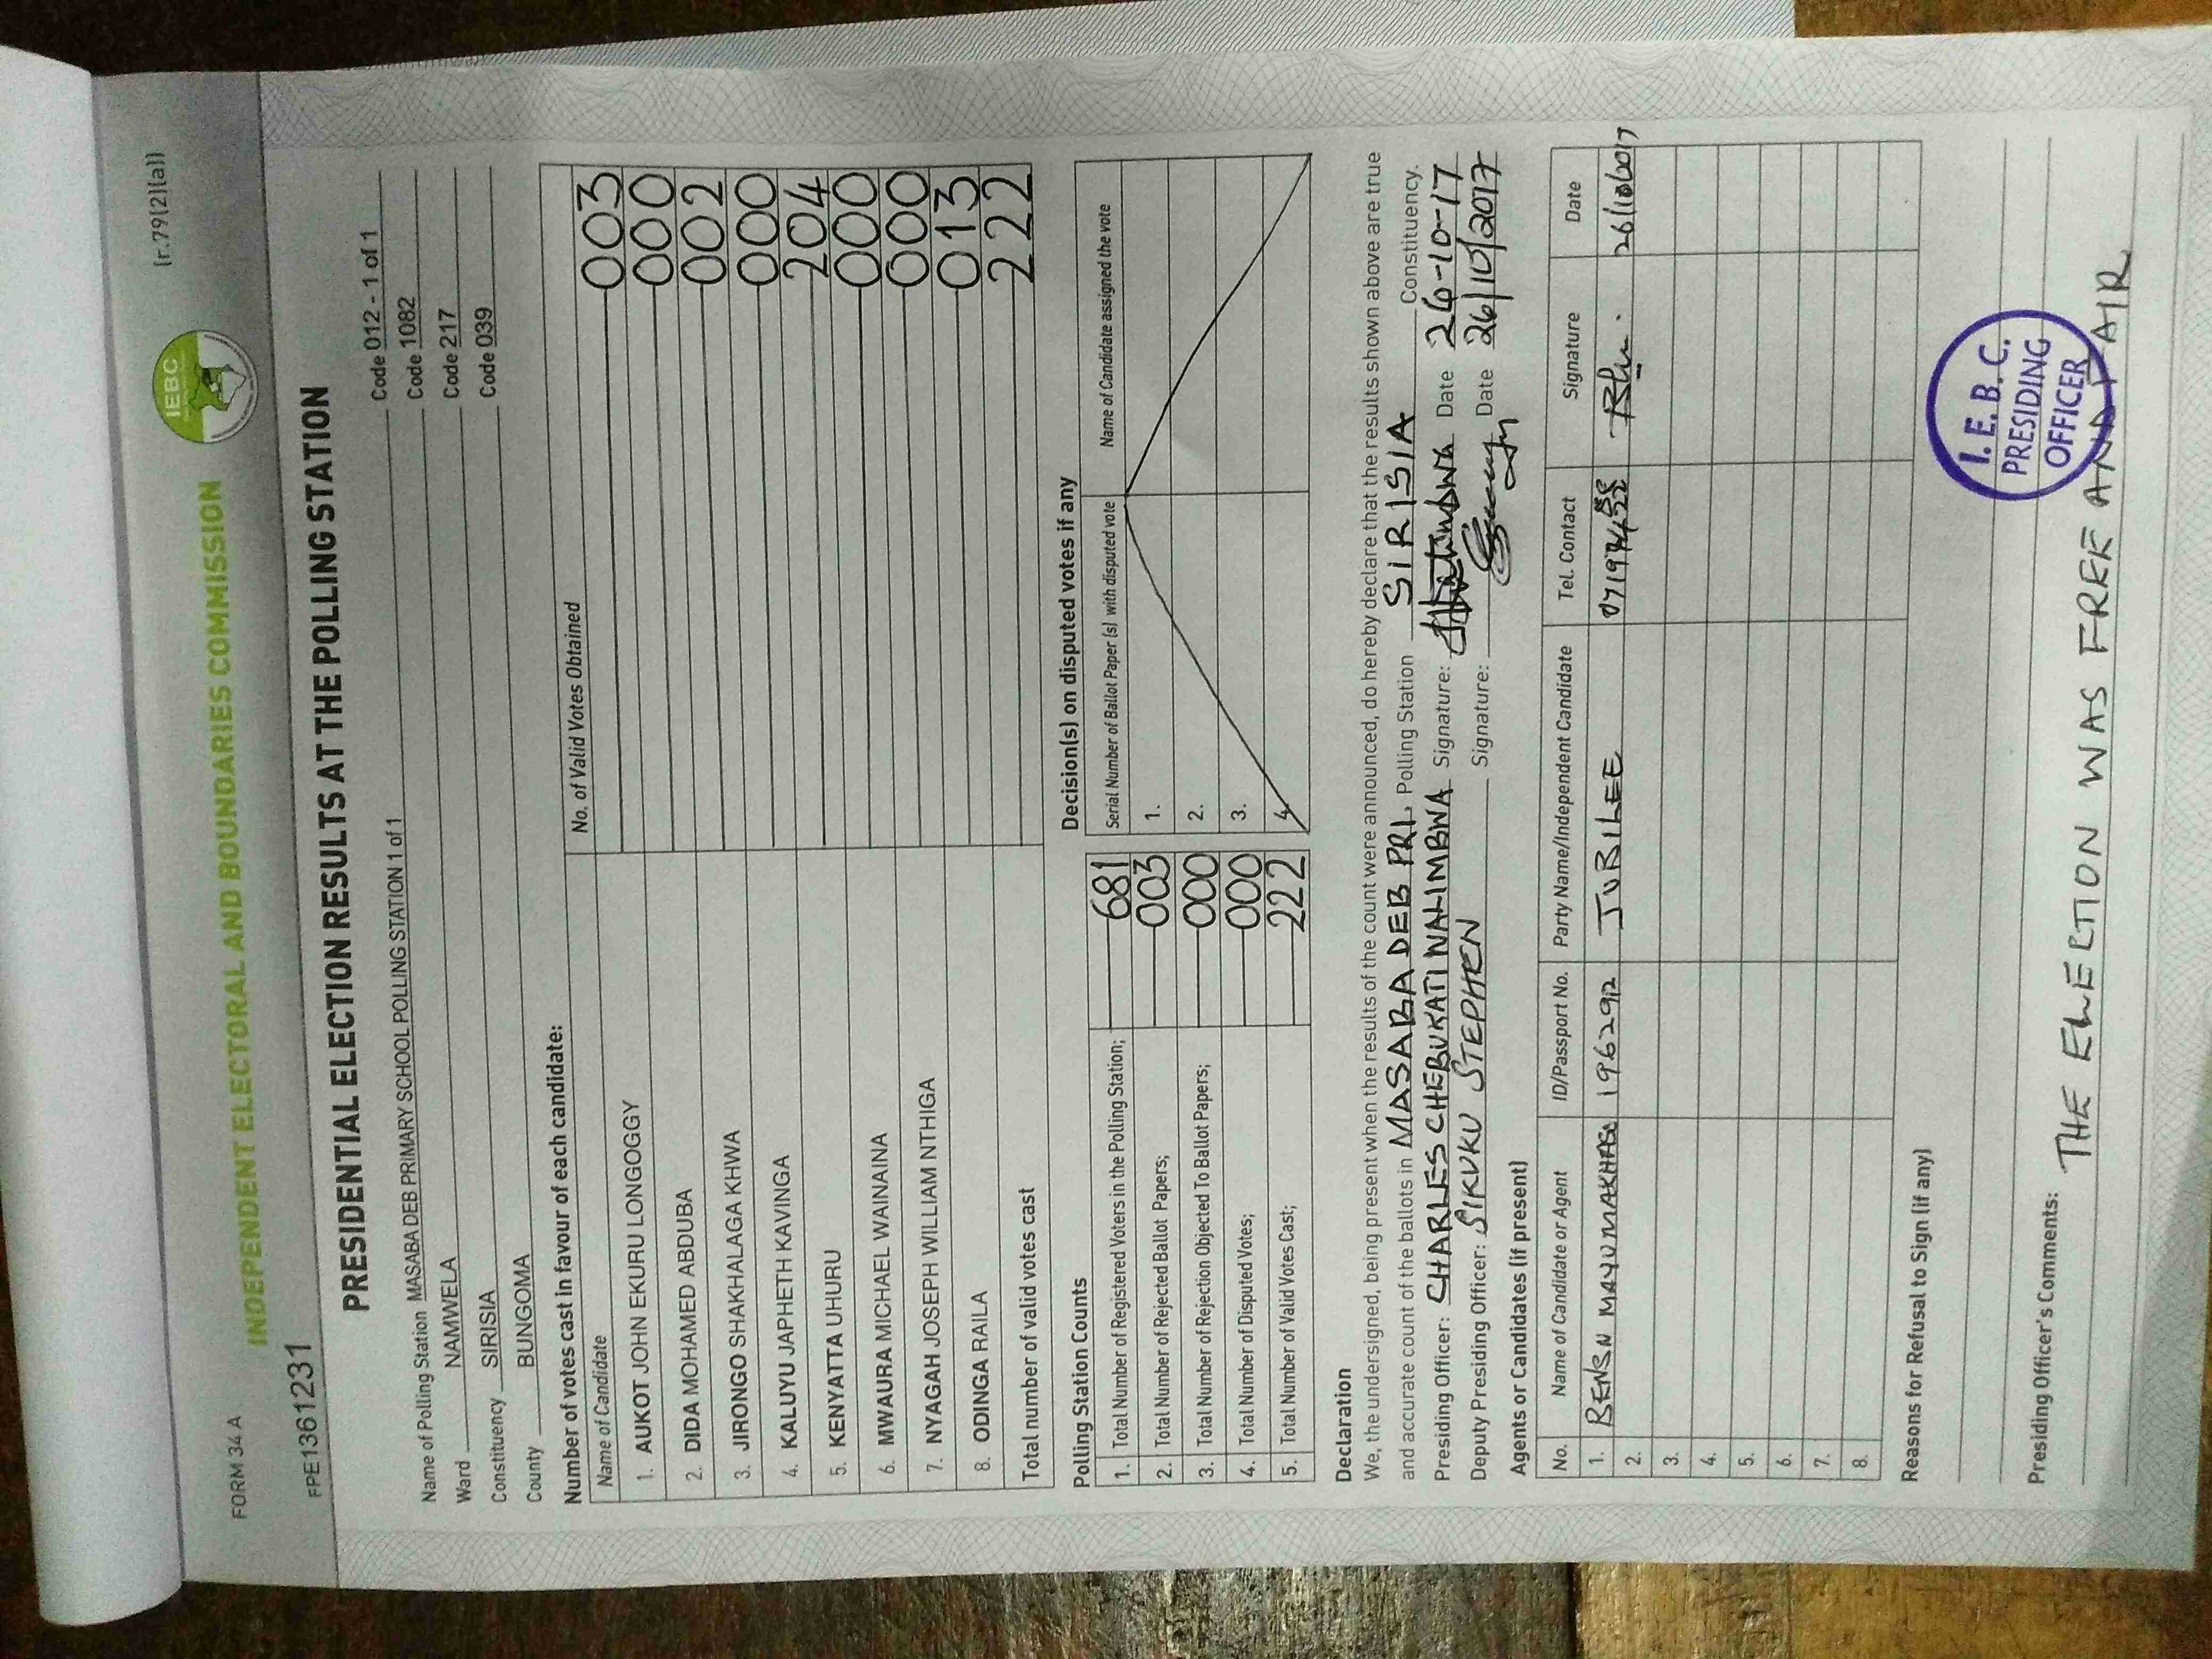 FORM 34 A
(r.79(2)(a))
IEBC
INDEPENDENT ELECTORAL AND BOUNDARIES COMMISSION
FPE1361231
PRESIDENTIAL ELECTION RESULTS AT THE POLLING STATION
Name of Polling Station MASABA DEB PRIMARY SCHOOL POLLING STATION 1 of 1 Code 012 - 1 of 1
Ward NAMWELA Code 1082
Constituency SIRISIA Code 217
County BUNGOMA Code 039
Number of votes cast in favour of each candidate:
Name of Candidate No. of Valid Votes Obtained
1. AUKOT JOHN EKURU LONGOGGY 003
2. DIDA MOHAMED ABDUBA 000
3. JIRONGO SHAKHALAGA KHWA 002
4. KALUYU JAPHETH KAVINGA 000
5. KENYATTA UHURU 204
6. MWAURA MICHAEL WAINAINA 000
7. NYAGAH JOSEPH WILLIAM NTHIGA 000
8. ODINGA RAILA 013
Total number of valid votes cast 222
Polling Station Counts
1. Total Number of Registered Voters in the Polling Station; 681
2. Total Number of Rejected Ballot Papers; 003
3. Total Number of Rejection Objected To Ballot Papers; 000
4. Total Number of Disputed Votes; 000
5. Total Number of Valid Votes Cast; 222
Decision(s) on disputed votes if any
Serial Number of Ballot Paper (s) with disputed vote Name of Candidate assigned the vote
1.
2.
3.
4.
Declaration
We, the undersigned, being present when the results of the count were announced, do hereby declare that the results shown above are true
and accurate count of the ballots in MASABA DEB PRI. Polling Station SIRISIA Constituency.
Presiding Officer: CHARLES CHEBUKATI NALIMBWA Signature: Date 26-10-17
Deputy Presiding Officer: SIKUKU STEPHEN Signature: Date 26/10/2017
Agents or Candidates (if present)
No. Name of Candidate or Agent ID/Passport No. Party Name/Independent Candidate Tel. Contact Signature Date
1. JUBILEE 26/10/2017
2.
3.
4.
5.
6.
7.
8.
Reasons for Refusal to Sign (if any)
I.E.B.C.
PRESIDING
OFFICER
Presiding Officer's Comments: THE ELECTION WAS FREE AND FAIR